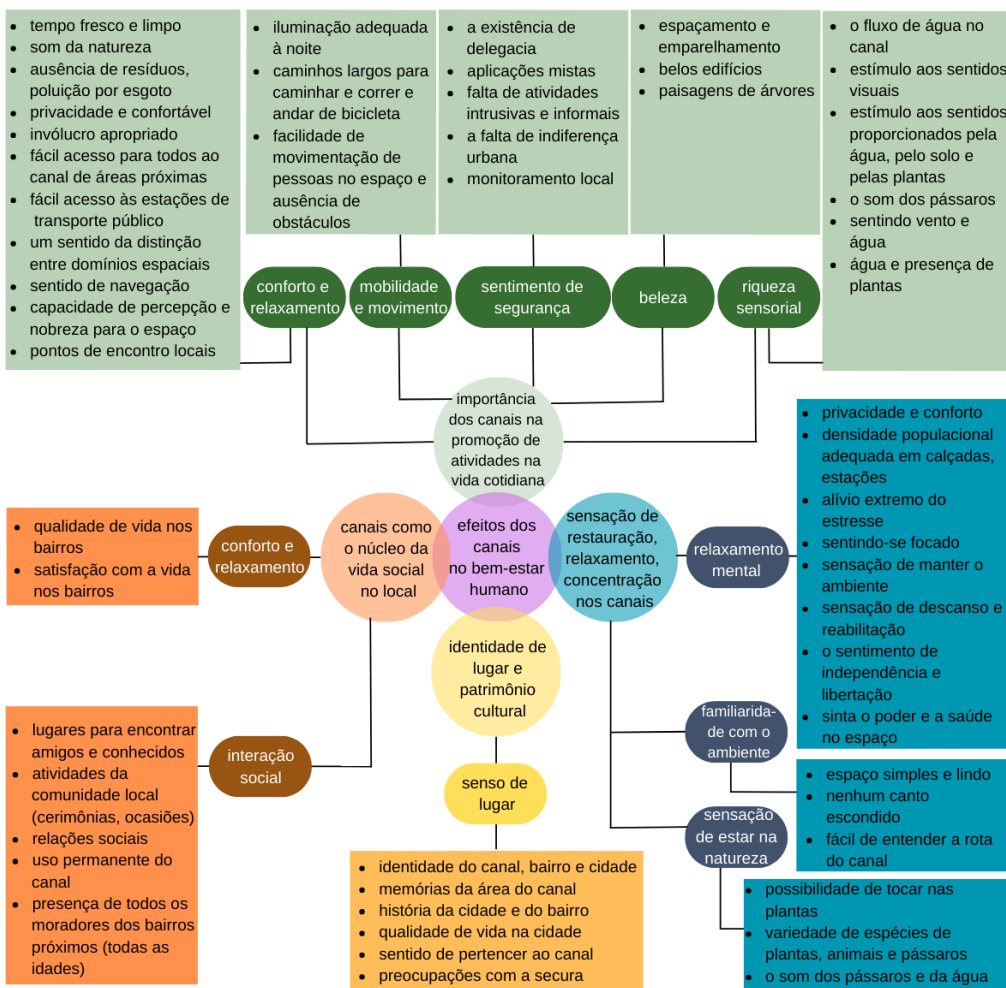 • tempo fresco e limpo
• som da natureza
• ausência de resíduos,
poluição por esgoto
• privacidade e confortável
• invólucro apropriado
• fácil acesso para todos ao
canal de áreas próximas
• fácil acesso às estações de
transporte público
• um sentido da distinção
entre domínios espaciais
• sentido de navegação
• capacidade de percepção e
nobreza para o espaço
• pontos de encontro locais
• iluminação adequada
à noite
• caminhos largos para
caminhar e correr e
andar de bicicleta
• facilidade de
movimentação de
pessoas no espaço e
ausência de
obstáculos
• a existência de
delegacia
• aplicações mistas
• falta de atividades
intrusivas e informais
• a falta de indiferença
urbana
• monitoramento local
• espaçamento e
emparelhamento
• belos edifícios
• paisagens de árvores
• o fluxo de água no
canal
• estímulo aos sentidos
visuais
• estímulo aos sentidos
proporcionados pela
água, pelo solo e
pelas plantas
• o som dos pássaros
• sentindo vento e
água
• água e presença de
plantas
conforto e
relaxamento
mobilidade
e movimento
sentimento de
segurança
beleza
riqueza
sensorial
importância
dos canais na
promoção de
atividades na
vida cotidiana
• qualidade de vida nos
bairros
• satisfação com a vida
nos bairros
conforto e
relaxamento
canais como
o núcleo da
vida social
no local
efeitos dos
canais
no bem-estar
humano
sensação de
restauração,
relaxamento,
concentração
nos canais
relaxamento
mental
• privacidade e conforto
• densidade populacional
adequada em calçadas,
estações
• alívio extremo do
estresse
• sentindo-se focado
• sensação de manter o
ambiente
• sensação de descanso e
reabilitação
• o sentimento de
independência e
libertação
• sinta o poder e a saúde
no espaço
identidade de
lugar e
patrimônio
cultural
• lugares para encontrar
amigos e conhecidos
• atividades da
comunidade local
(cerimônias, ocasiões)
• relações sociais
• uso permanente do
canal
• presença de todos os
moradores dos bairros
próximos (todas as
idades)
interação
social
senso de
lugar
familiarida-
de com o
ambiente
• espaço simples e lindo
• nenhum canto
escondido
• fácil de entender a rota
do canal
sensação
de estar na
natureza
• identidade do canal, bairro e cidade
• memórias da área do canal
• história da cidade e do bairro
• qualidade de vida na cidade
• sentido de pertencer ao canal
• preocupações com a secura
• possibilidade de tocar nas
plantas
• variedade de espécies de
plantas, animais e pássaros
• o som dos pássaros e da água